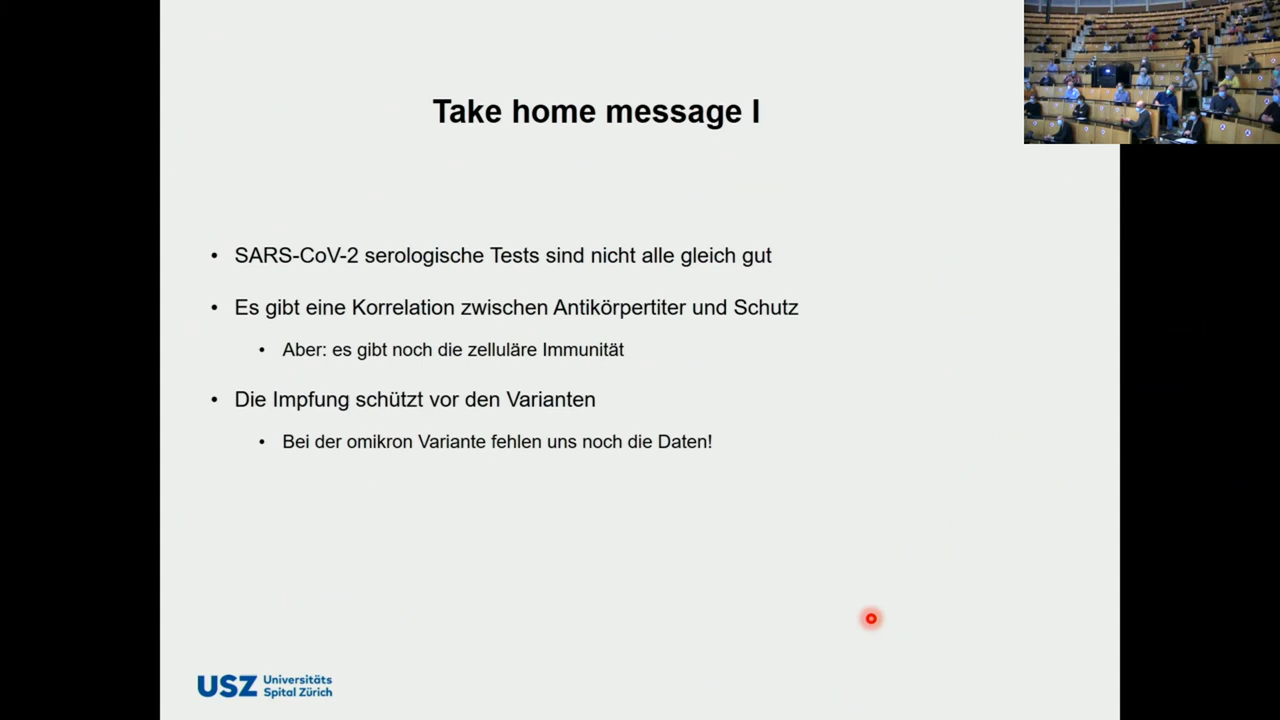 Take home message I
• SARS-CoV-2 serologische Tests sind nicht alle gleich gut
• Es gibt eine Korrelation zwischen Antikörpertiter und Schutz
• Aber: es gibt noch die zelluläre Immunität
• Die Impfung schützt vor den Varianten
• Bei der omikron Variante fehlen uns noch die Daten!
USZ Universitäts
Spital Zürich